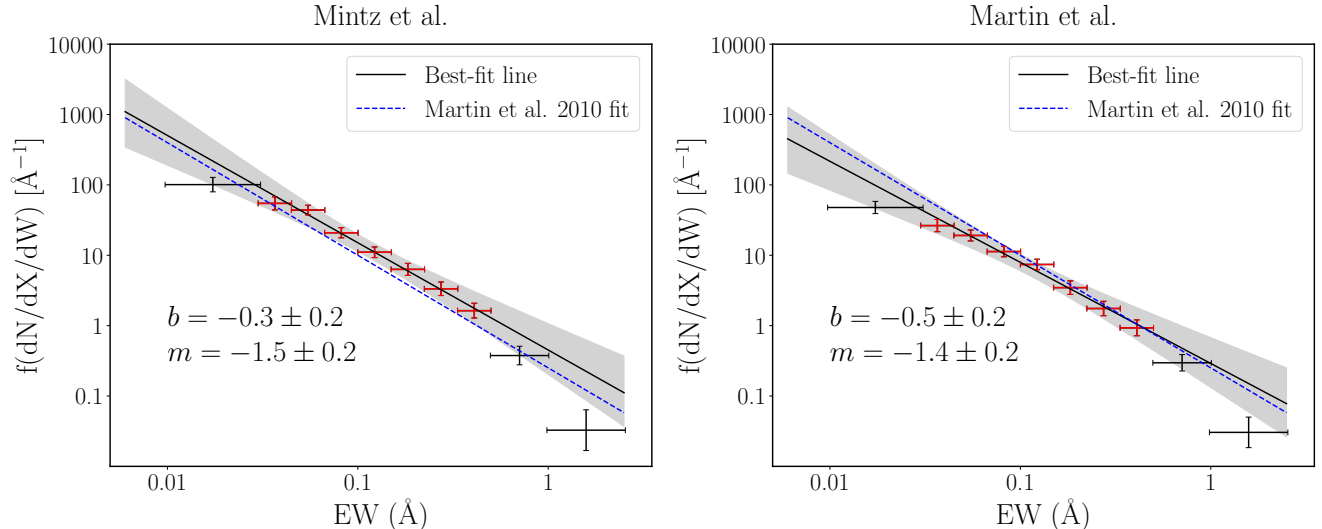 Mintz et al.
10000
1000
100
10
1
0.1
f(dN/dX/dW) [Å⁻¹]
Best-fit line
Martin et al. 2010 fit
b = −0.3 ± 0.2
m = −1.5 ± 0.2
0.01
0.1
1
EW (Å)
Martin et al.
10000
1000
100
10
1
0.1
f(dN/dX/dW) [Å⁻¹]
Best-fit line
Martin et al. 2010 fit
b = −0.5 ± 0.2
m = −1.4 ± 0.2
0.01
0.1
1
EW (Å)